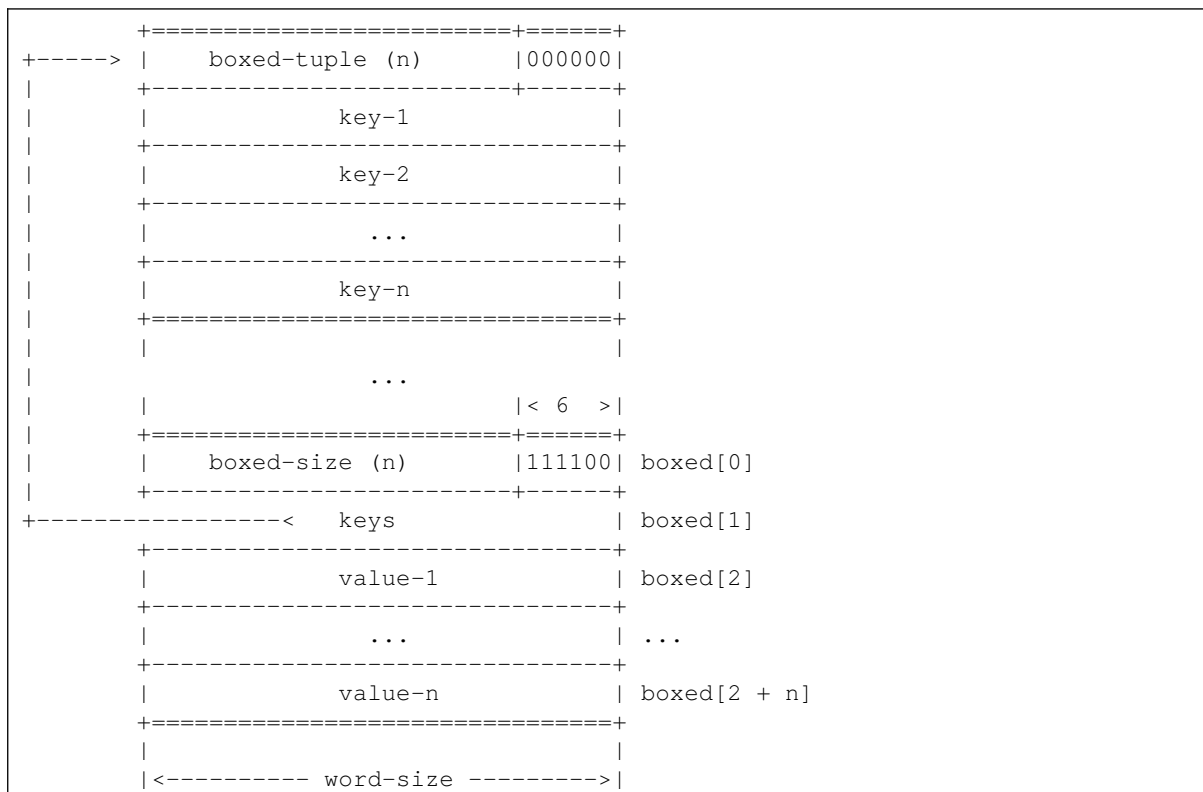 +=========================+======+
+-----> |    boxed-tuple (n)      |000000|
|       +-------------------------+------+
|       |             key-1              |
|       +--------------------------------+
|       |             key-2              |
|       +--------------------------------+
|       |               ...              |
|       +--------------------------------+
|       |             key-n              |
|       +================================+
|       |                                |
|                       ...
|       |                         |< 6  >|
|       +=========================+======+
|       |    boxed-size (n)       |111100| boxed[0]
|       +-------------------------+------+
+-----------------<   keys               | boxed[1]
        +--------------------------------+
        |             value-1            | boxed[2]
        +--------------------------------+
        |               ...              | ...
        +--------------------------------+
        |             value-n            | boxed[2 + n]
        +================================+
        |                                |
        |<---------- word-size --------->|